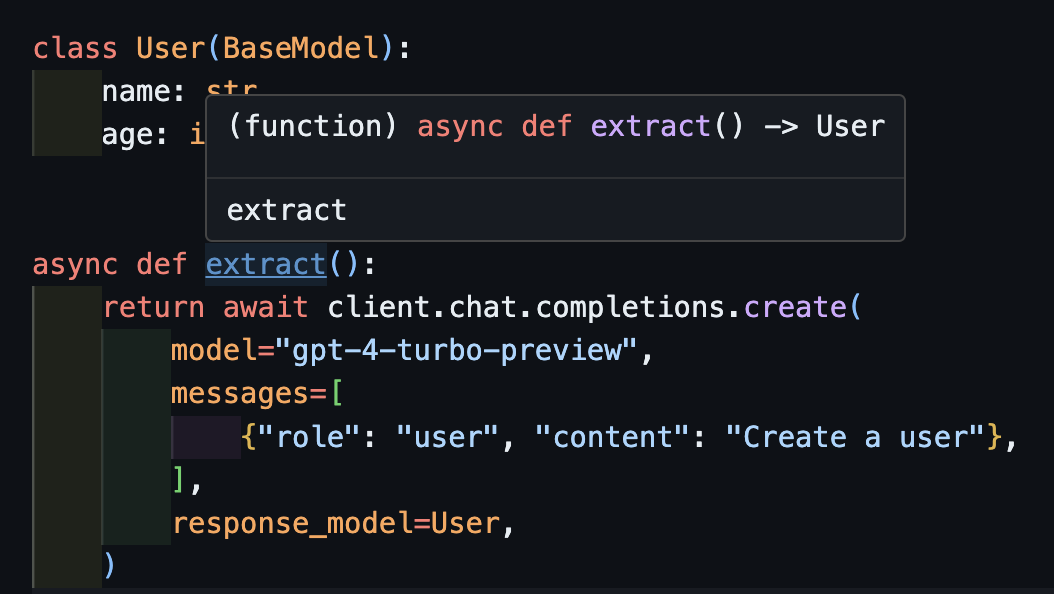 class User(BaseModel):
name: str
(function) async def extract() -> User
age: i
extract
async def extract():
return await client.chat.completions.create(
model="gpt-4-turbo-preview",
messages=[
{"role": "user", "content": "Create a user"},
],
response_model=User,
)